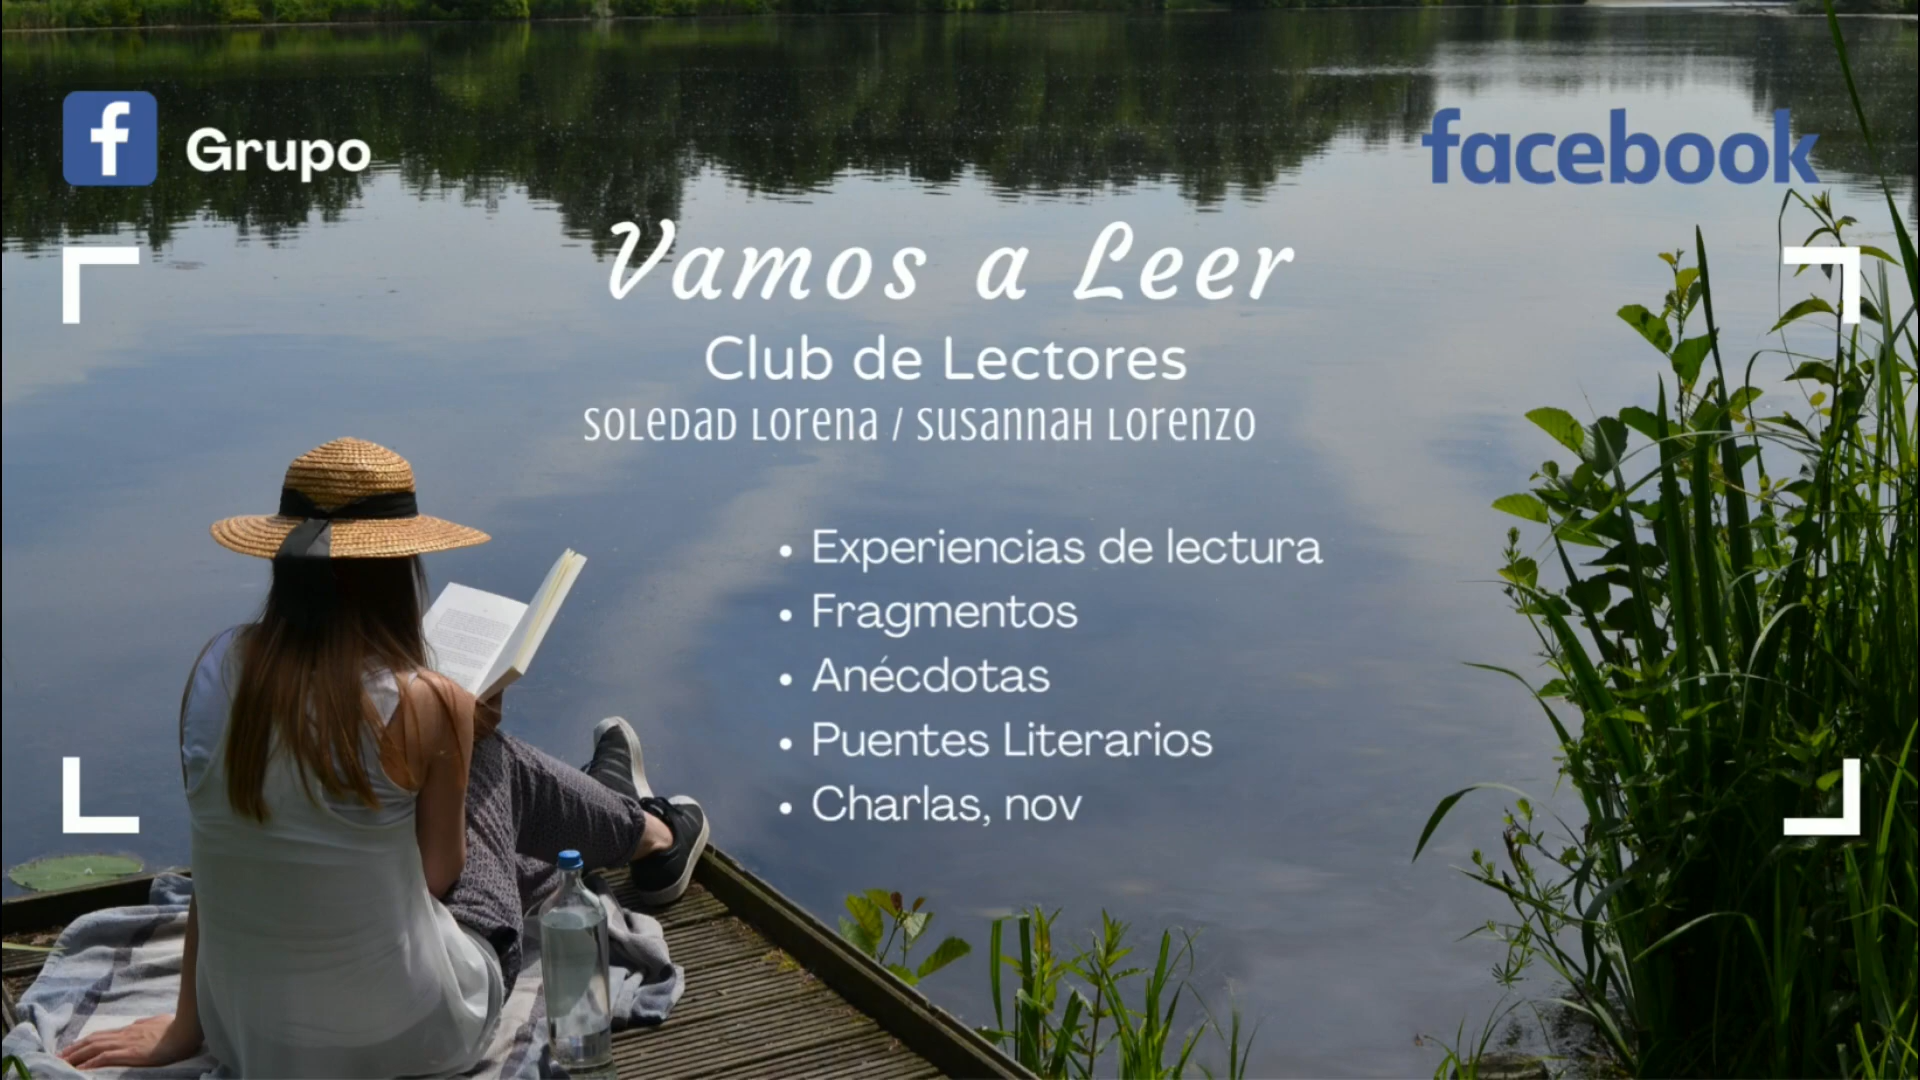 f Grupo
facebook
Vamos a Leer
Club de Lectores
SOLEDAD LORENA / SUSANNAH LORENZO
• Experiencias de lectura
• Fragmentos
• Anécdotas
• Puentes Literarios
• Charlas, nov